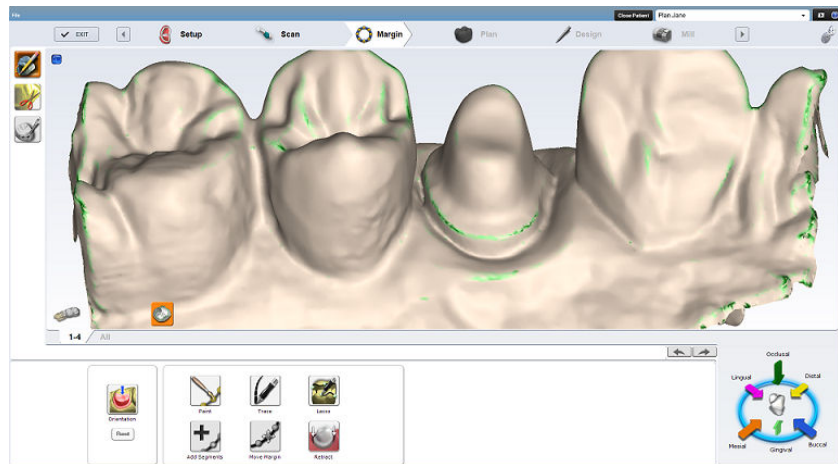 File
Close Patient
Plan Jane
EXIT
Setup
Scan
Margin
Plan
Design
Mill
1-4
All
Orientation
Reset
Paint
Trace
Lasso
Add Segments
Move Margin
Retract
Occlusal
Lingual
Distal
Mesial
Buccal
Gingival